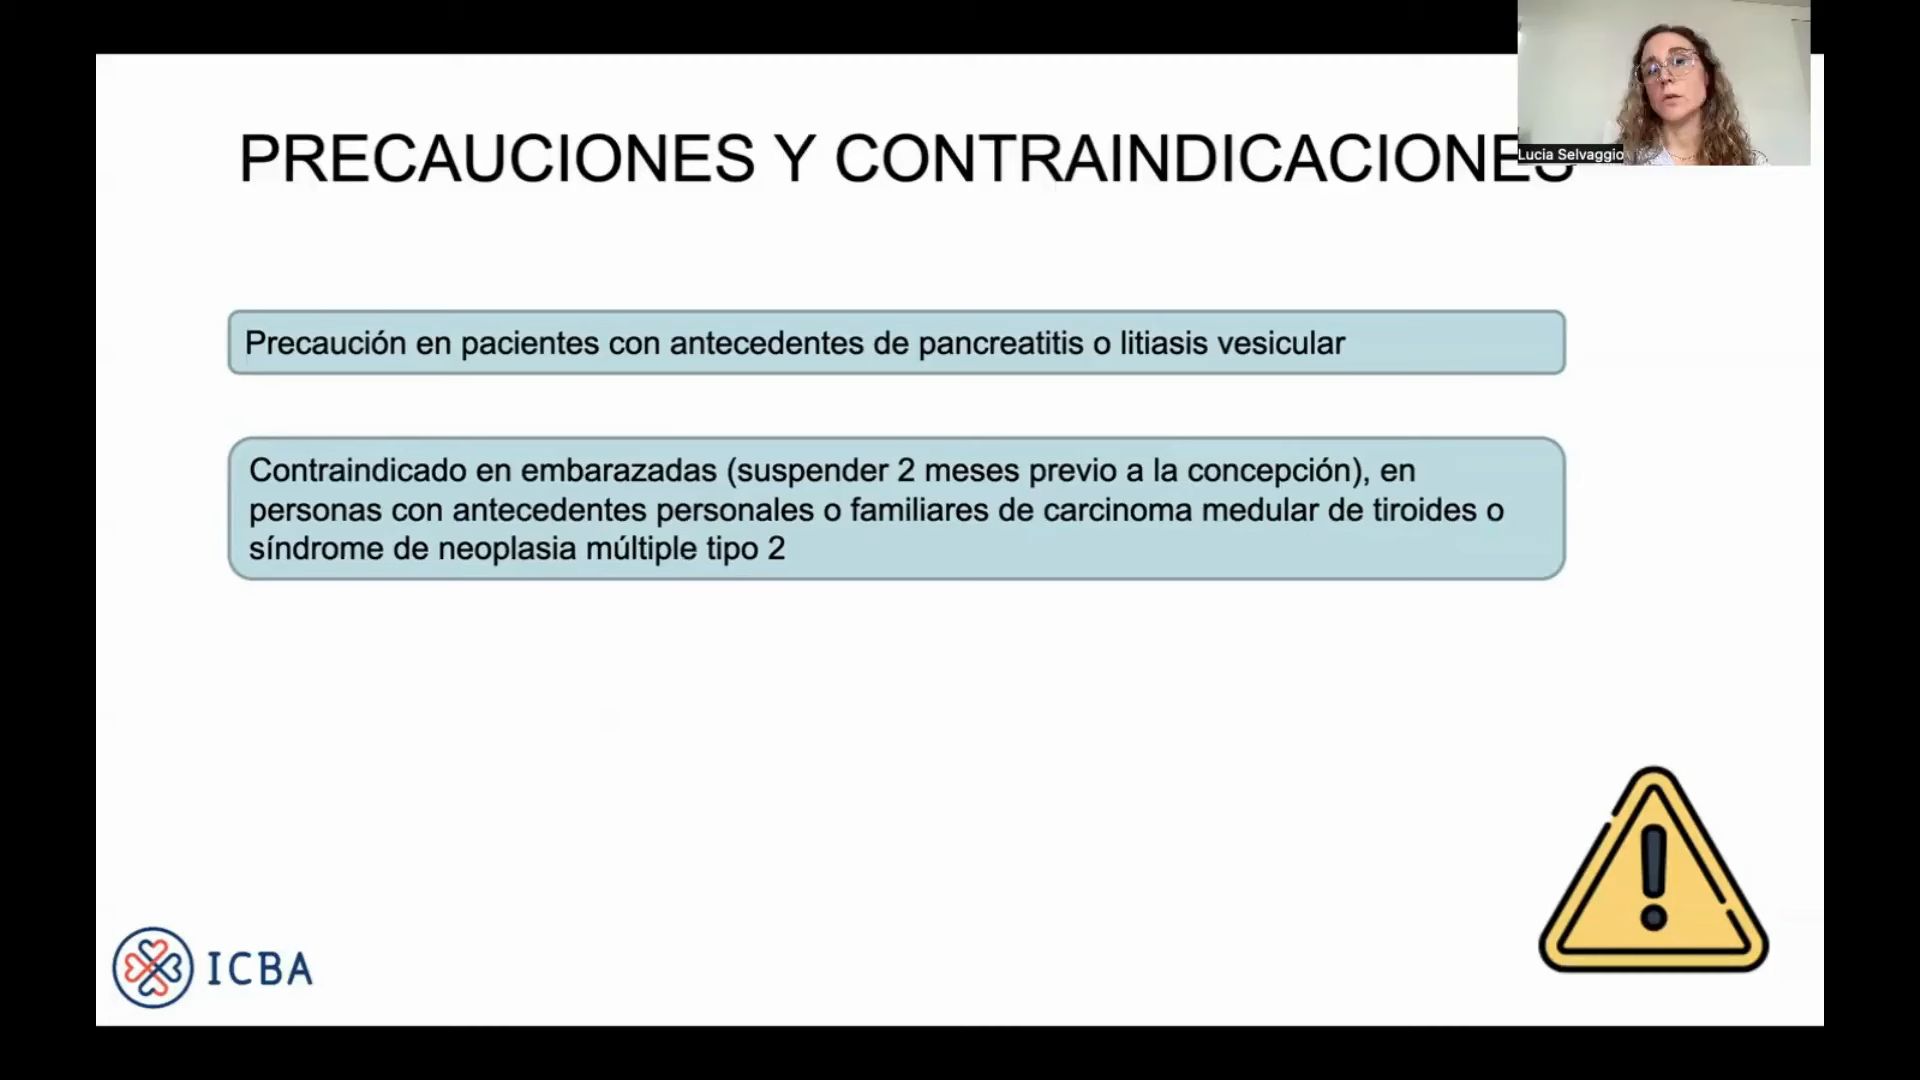 PRECAUCIONES Y CONTRAINDICACIONES
Lucia Selvaggio
Precaución en pacientes con antecedentes de pancreatitis o litiasis vesicular
Contraindicado en embarazadas (suspender 2 meses previo a la concepción), en
personas con antecedentes personales o familiares de carcinoma medular de tiroides o
síndrome de neoplasia múltiple tipo 2
ICBA